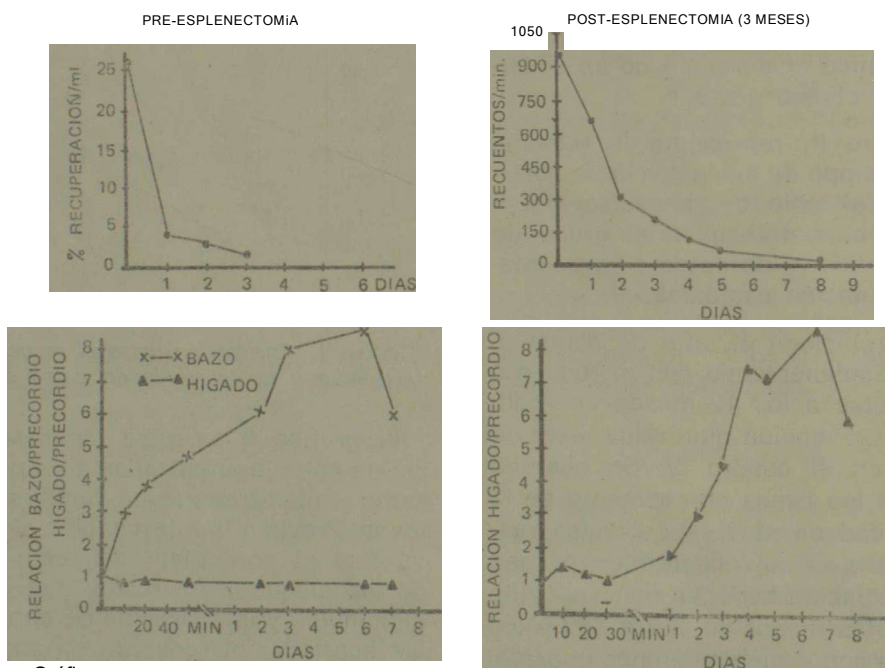 PRE-ESPLENECTOMiA
POST-ESPLENECTOMIA (3 MESES)
% RECUPERACION/ml
25
20
15
10
5
0
1 2 3 4 5 6 DIAS
RECUENTOS/min.
1050
900
750
600
450
300
150
0
1 2 3 4 5 8 9
DIAS
RELACION BAZO/PRECORDIO
HIGADO/PRECORDIO
8
7
6
5
4
3
2
1
0
x—x BAZO
▲—▲ HIGADO
20 40 MIN 1 2 3 4 5 6 7 8
DIAS
RELACION HIGADO/PRECORDIO
8
7
6
5
4
3
2
1
0
10 20 30 MIN 1 2 3 4 5 6 7 8
DIAS